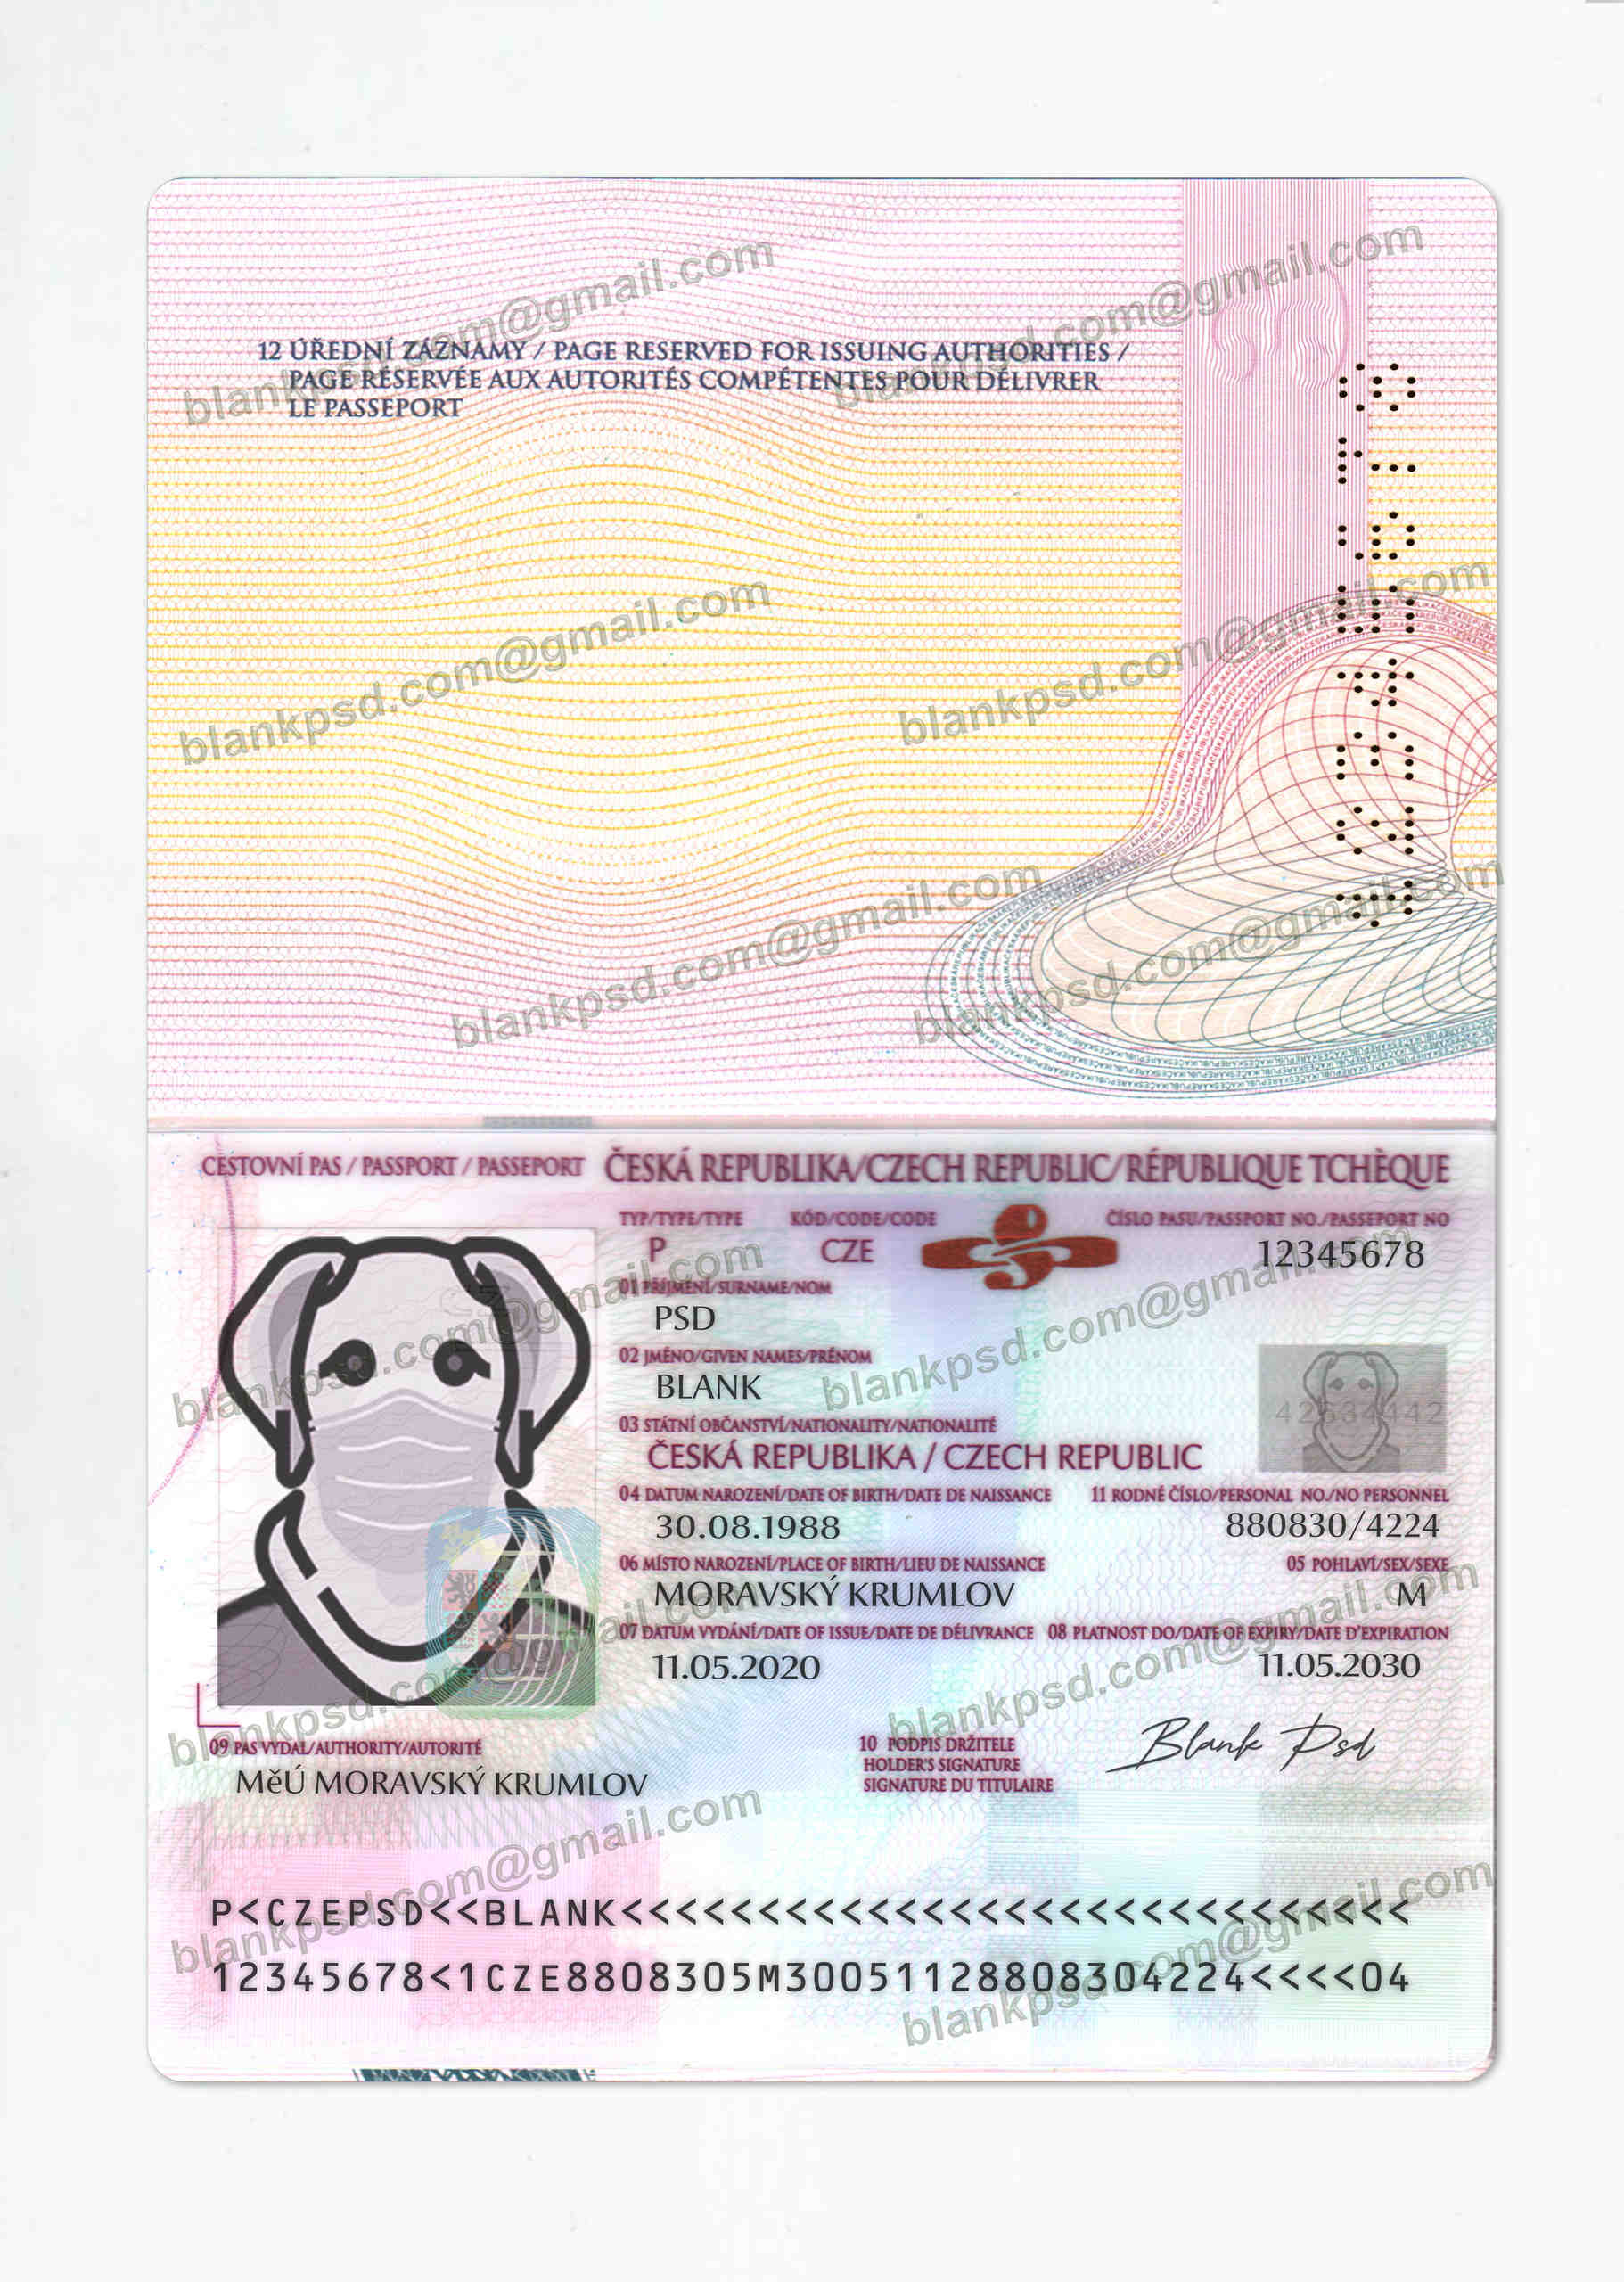 blankpsd.com@gmail.com
blankpsd.com@gmail.com
12 ÚŘEDNÍ ZÁZNAMY / PAGE RESERVED FOR ISSUING AUTHORITIES /
PAGE RÉSERVÉE AUX AUTORITÉS COMPÉTENTES POUR DÉLIVRER
LE PASSEPORT
blankpsd.com@gmail.com
blankpsd.com@gmail.com
blankpsd.com@gmail.com
blankpsd.com@gmail.com
CESTOVNÍ PAS / PASSPORT / PASSEPORT ČESKÁ REPUBLIKA/CZECH REPUBLIC/RÉPUBLIQUE TCHÈQUE
TYP/TYPE/TYPE KÓD/CODE/CODE ČÍSLO PASU/PASSPORT NO./PASSEPORT NO
P CZE 12345678
01 PŘÍJMENÍ/SURNAME/NOM
PSD
blankpsd.com@gmail.com
blankpsd.com@gmail.com
02 JMÉNO/GIVEN NAMES/PRÉNOM
BLANK
03 STÁTNÍ OBČANSTVÍ/NATIONALITY/NATIONALITÉ
ČESKÁ REPUBLIKA / CZECH REPUBLIC
04 DATUM NAROZENÍ/DATE OF BIRTH/DATE DE NAISSANCE 11 RODNÉ ČÍSLO/PERSONAL NO./NO PERSONNEL
30.08.1988 880830/4224
06 MÍSTO NAROZENÍ/PLACE OF BIRTH/LIEU DE NAISSANCE 05 POHLAVÍ/SEX/SEXE
MORAVSKÝ KRUMLOV M
07 DATUM VYDÁNÍ/DATE OF ISSUE/DATE DE DÉLIVRANCE 08 PLATNOST DO/DATE OF EXPIRY/DATE D'EXPIRATION
11.05.2020 11.05.2030
blankpsd.com@gmail.com
blankpsd.com@gmail.com
09 PAS VYDAL/AUTHORITY/AUTORITÉ
MěÚ MORAVSKÝ KRUMLOV
10 PODPIS DRŽITELE
HOLDER'S SIGNATURE
SIGNATURE DU TITULAIRE
Blank Psd
blankpsd.com@gmail.com
blankpsd.com@gmail.com
P<CZEPSD<<BLANK<<<<<<<<<<<<<<<<<<<<<<<<<<<<<
12345678<1CZE8808305M30051128808304224<<<<04